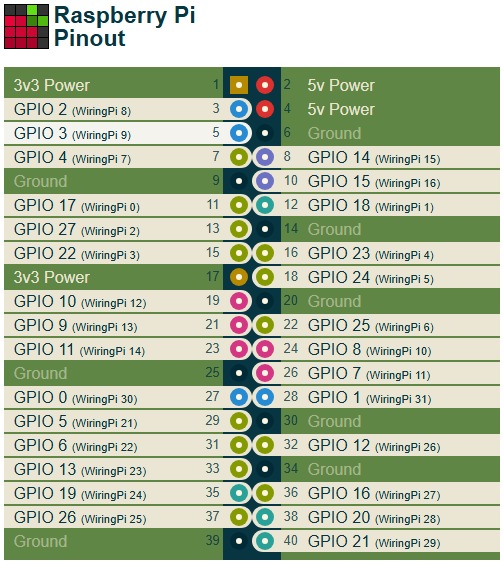 Raspberry Pi
Pinout
3v3 Power 1 2 5v Power
GPIO 2 (WiringPi 8) 3 4 5v Power
GPIO 3 (WiringPi 9) 5 6 Ground
GPIO 4 (WiringPi 7) 7 8 GPIO 14 (WiringPi 15)
Ground 9 10 GPIO 15 (WiringPi 16)
GPIO 17 (WiringPi 0) 11 12 GPIO 18 (WiringPi 1)
GPIO 27 (WiringPi 2) 13 14 Ground
GPIO 22 (WiringPi 3) 15 16 GPIO 23 (WiringPi 4)
3v3 Power 17 18 GPIO 24 (WiringPi 5)
GPIO 10 (WiringPi 12) 19 20 Ground
GPIO 9 (WiringPi 13) 21 22 GPIO 25 (WiringPi 6)
GPIO 11 (WiringPi 14) 23 24 GPIO 8 (WiringPi 10)
Ground 25 26 GPIO 7 (WiringPi 11)
GPIO 0 (WiringPi 30) 27 28 GPIO 1 (WiringPi 31)
GPIO 5 (WiringPi 21) 29 30 Ground
GPIO 6 (WiringPi 22) 31 32 GPIO 12 (WiringPi 26)
GPIO 13 (WiringPi 23) 33 34 Ground
GPIO 19 (WiringPi 24) 35 36 GPIO 16 (WiringPi 27)
GPIO 26 (WiringPi 25) 37 38 GPIO 20 (WiringPi 28)
Ground 39 40 GPIO 21 (WiringPi 29)